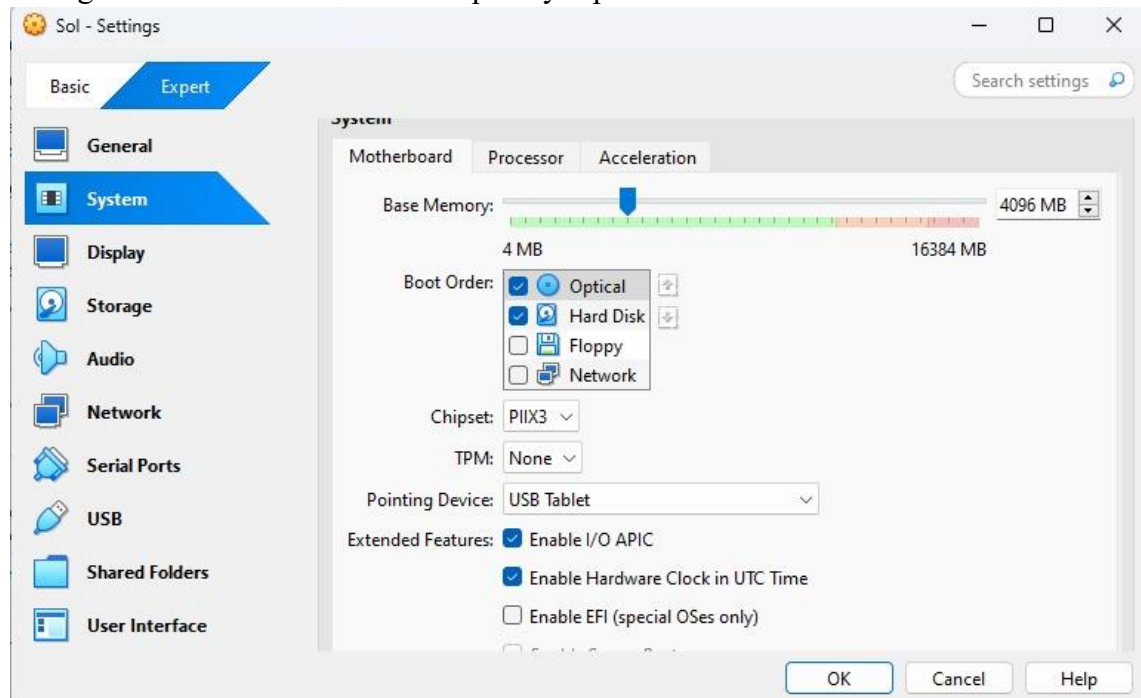 Sol - Settings
Basic Expert
Search settings
General
System
Display
Storage
Audio
Network
Serial Ports
USB
Shared Folders
User Interface
System
Motherboard Processor Acceleration
Base Memory: 4096 MB
4 MB 16384 MB
Boot Order: Optical
Hard Disk
Floppy
Network
Chipset: PIIX3
TPM: None
Pointing Device: USB Tablet
Extended Features: Enable I/O APIC
Enable Hardware Clock in UTC Time
Enable EFI (special OSes only)
OK Cancel Help